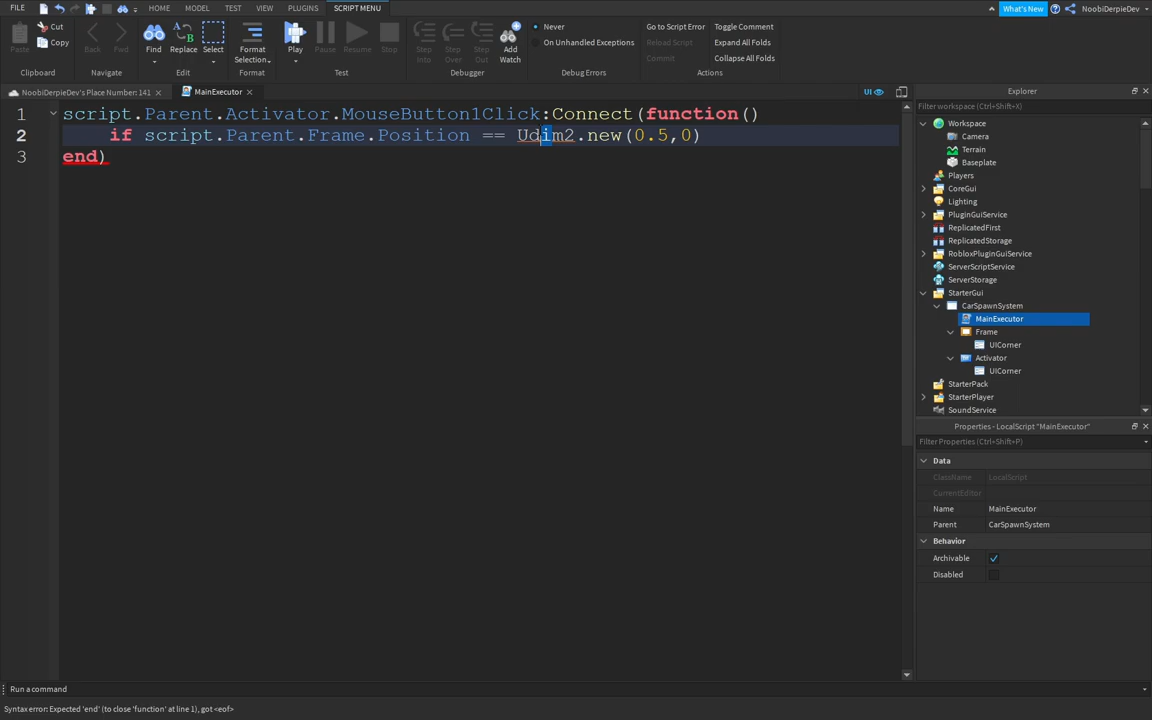 FILE
HOME
MODEL
TEST
VIEW
PLUGINS
SCRIPT MENU
What's New
NoobiDerpieDev
Paste
Cut
Copy
Clipboard
Back
Forward
Navigate
Find
Replace
Select
Edit
Format
Selection
Format
Play
Pause
Resume
Stop
Test
Step
Into
Step
Over
Step
Out
Add
Watch
Debugger
Never
On Unhandled Exceptions
Debug Errors
Go to Script Error
Reload Script
Commit
Toggle Comment
Expand All Folds
Collapse All Folds
Actions
NoobiDerpieDev's Place Number: 141
MainExecutor
UI
1 script.Parent.Activator.MouseButton1Click:Connect(function()
2 if script.Parent.Frame.Position == Udim2.new(0.5,0)
3 end)
Explorer
Filter workspace (Ctrl+Shift+X)
Workspace
Camera
Terrain
Baseplate
Players
CoreGui
Lighting
PluginGuiService
ReplicatedFirst
ReplicatedStorage
RobloxPluginGuiService
ServerScriptService
ServerStorage
StarterGui
CarSpawnSystem
MainExecutor
Frame
UICorner
Activator
UICorner
StarterPack
StarterPlayer
SoundService
Properties - LocalScript "MainExecutor"
Filter Properties (Ctrl+Shift+P)
Data
ClassName LocalScript
CurrentEditor
Name MainExecutor
Parent CarSpawnSystem
Behavior
Archivable
Disabled
Run a command
Syntax error: Expected 'end' (to close 'function' at line 1), got <eof>